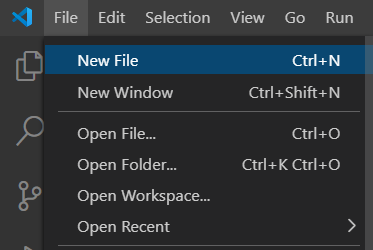 File Edit Selection View Go Run
New File Ctrl+N
New Window Ctrl+Shift+N
Open File... Ctrl+O
Open Folder... Ctrl+K Ctrl+O
Open Workspace...
Open Recent